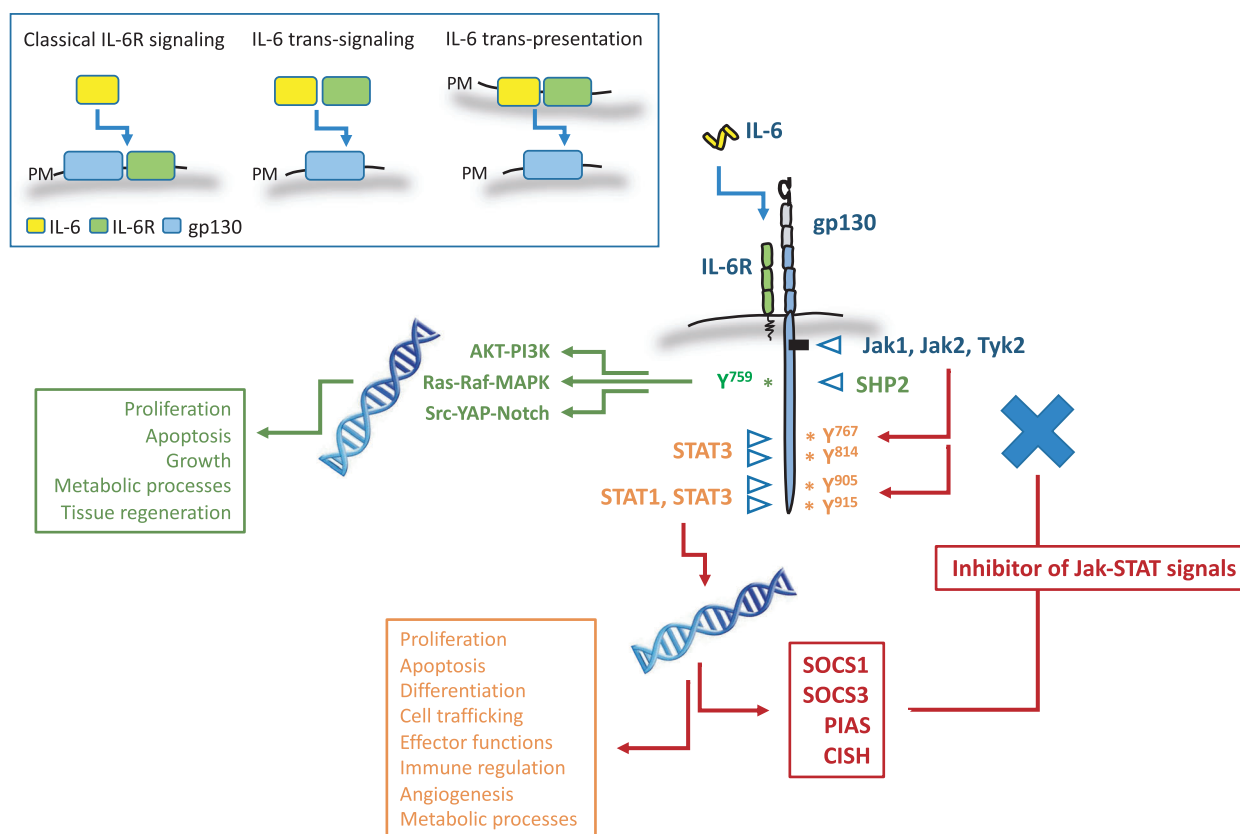 Classical IL-6R signaling
IL-6 trans-signaling
IL-6 trans-presentation
PM
PM
PM
IL-6
IL-6R
gp130
IL-6
gp130
IL-6R
Jak1, Jak2, Tyk2
AKT-PI3K
Ras-Raf-MAPK
Src-YAP-Notch
Y759 *
SHP2
Proliferation
Apoptosis
Growth
Metabolic processes
Tissue regeneration
STAT3
* Y767
* Y814
STAT1, STAT3
* Y905
* Y915
Inhibitor of Jak-STAT signals
Proliferation
Apoptosis
Differentiation
Cell trafficking
Effector functions
Immune regulation
Angiogenesis
Metabolic processes
SOCS1
SOCS3
PIAS
CISH